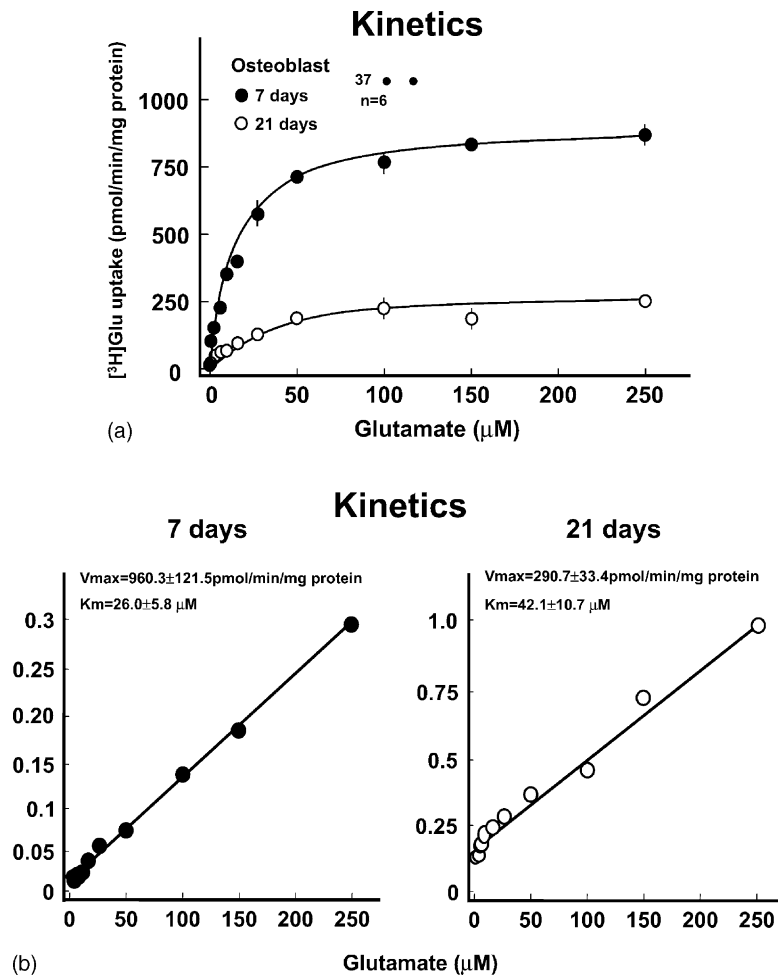 Kinetics
Osteoblast
7 days
21 days
37 • •
n=6
[³H]Glu uptake (pmol/min/mg protein)
1000
750
500
250
0
0 50 100 150 200 250
Glutamate (μM)
(a)
Kinetics
7 days
21 days
Vmax=960.3±121.5pmol/min/mg protein
Km=26.0±5.8 μM
0.3
0.25
0.20
0.15
0.1
0.05
0
0 50 100 150 200 250
Vmax=290.7±33.4pmol/min/mg protein
Km=42.1±10.7 μM
1.0
0.75
0.5
0.25
0
0 50 100 150 200 250
(b)
Glutamate (μM)